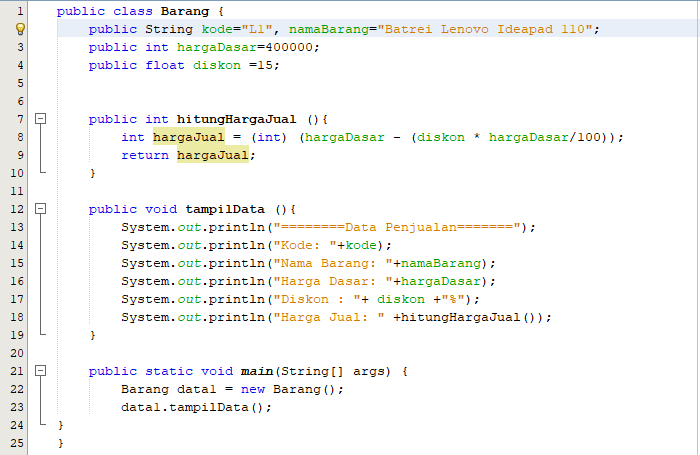 1 public class Barang {
public String kode="L1", namaBarang="Batrei Lenovo Ideapad 110";
3 public int hargaDasar=400000;
4 public float diskon =15;
5
6
7 public int hitungHargaJual (){
8 int hargaJual = (int) (hargaDasar - (diskon * hargaDasar/100));
9 return hargaJual;
10 }
11
12 public void tampilData (){
13 System.out.println("========Data Penjualan=======");
14 System.out.println("Kode: "+kode);
15 System.out.println("Nama Barang: "+namaBarang);
16 System.out.println("Harga Dasar: "+hargaDasar);
17 System.out.println("Diskon : "+ diskon +"%");
18 System.out.println("Harga Jual: " +hitungHargaJual());
19 }
20
21 public static void main(String[] args) {
22 Barang data1 = new Barang();
23 data1.tampilData();
24 }
25 }